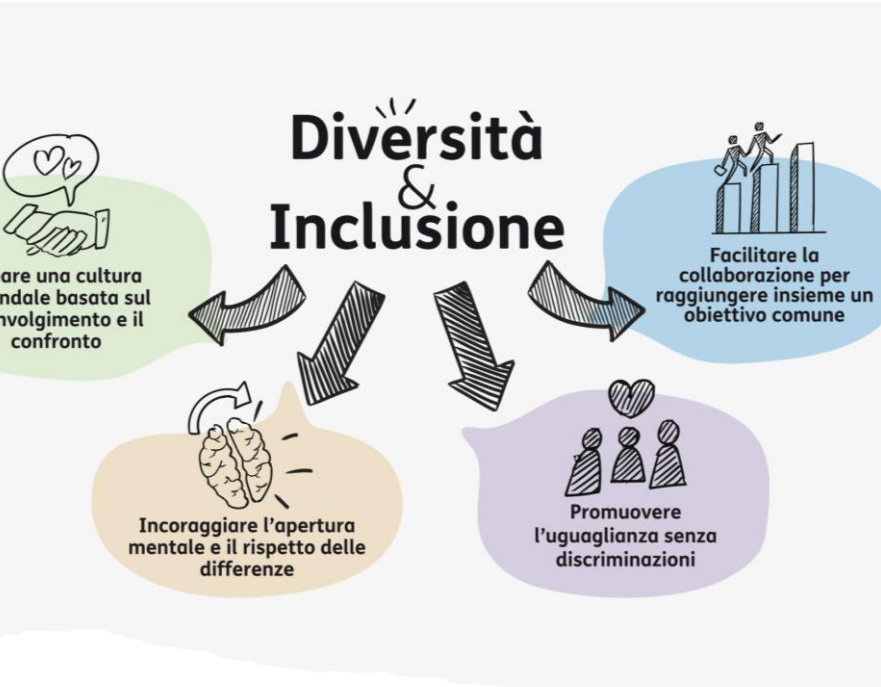 Diversità
&
Inclusione
are una cultura
ndale basata sul
nvolgimento e il
confronto
Facilitare la
collaborazione per
raggiungere insieme un
obiettivo comune
Incoraggiare l'apertura
mentale e il rispetto delle
differenze
Promuovere
l'uguaglianza senza
discriminazioni